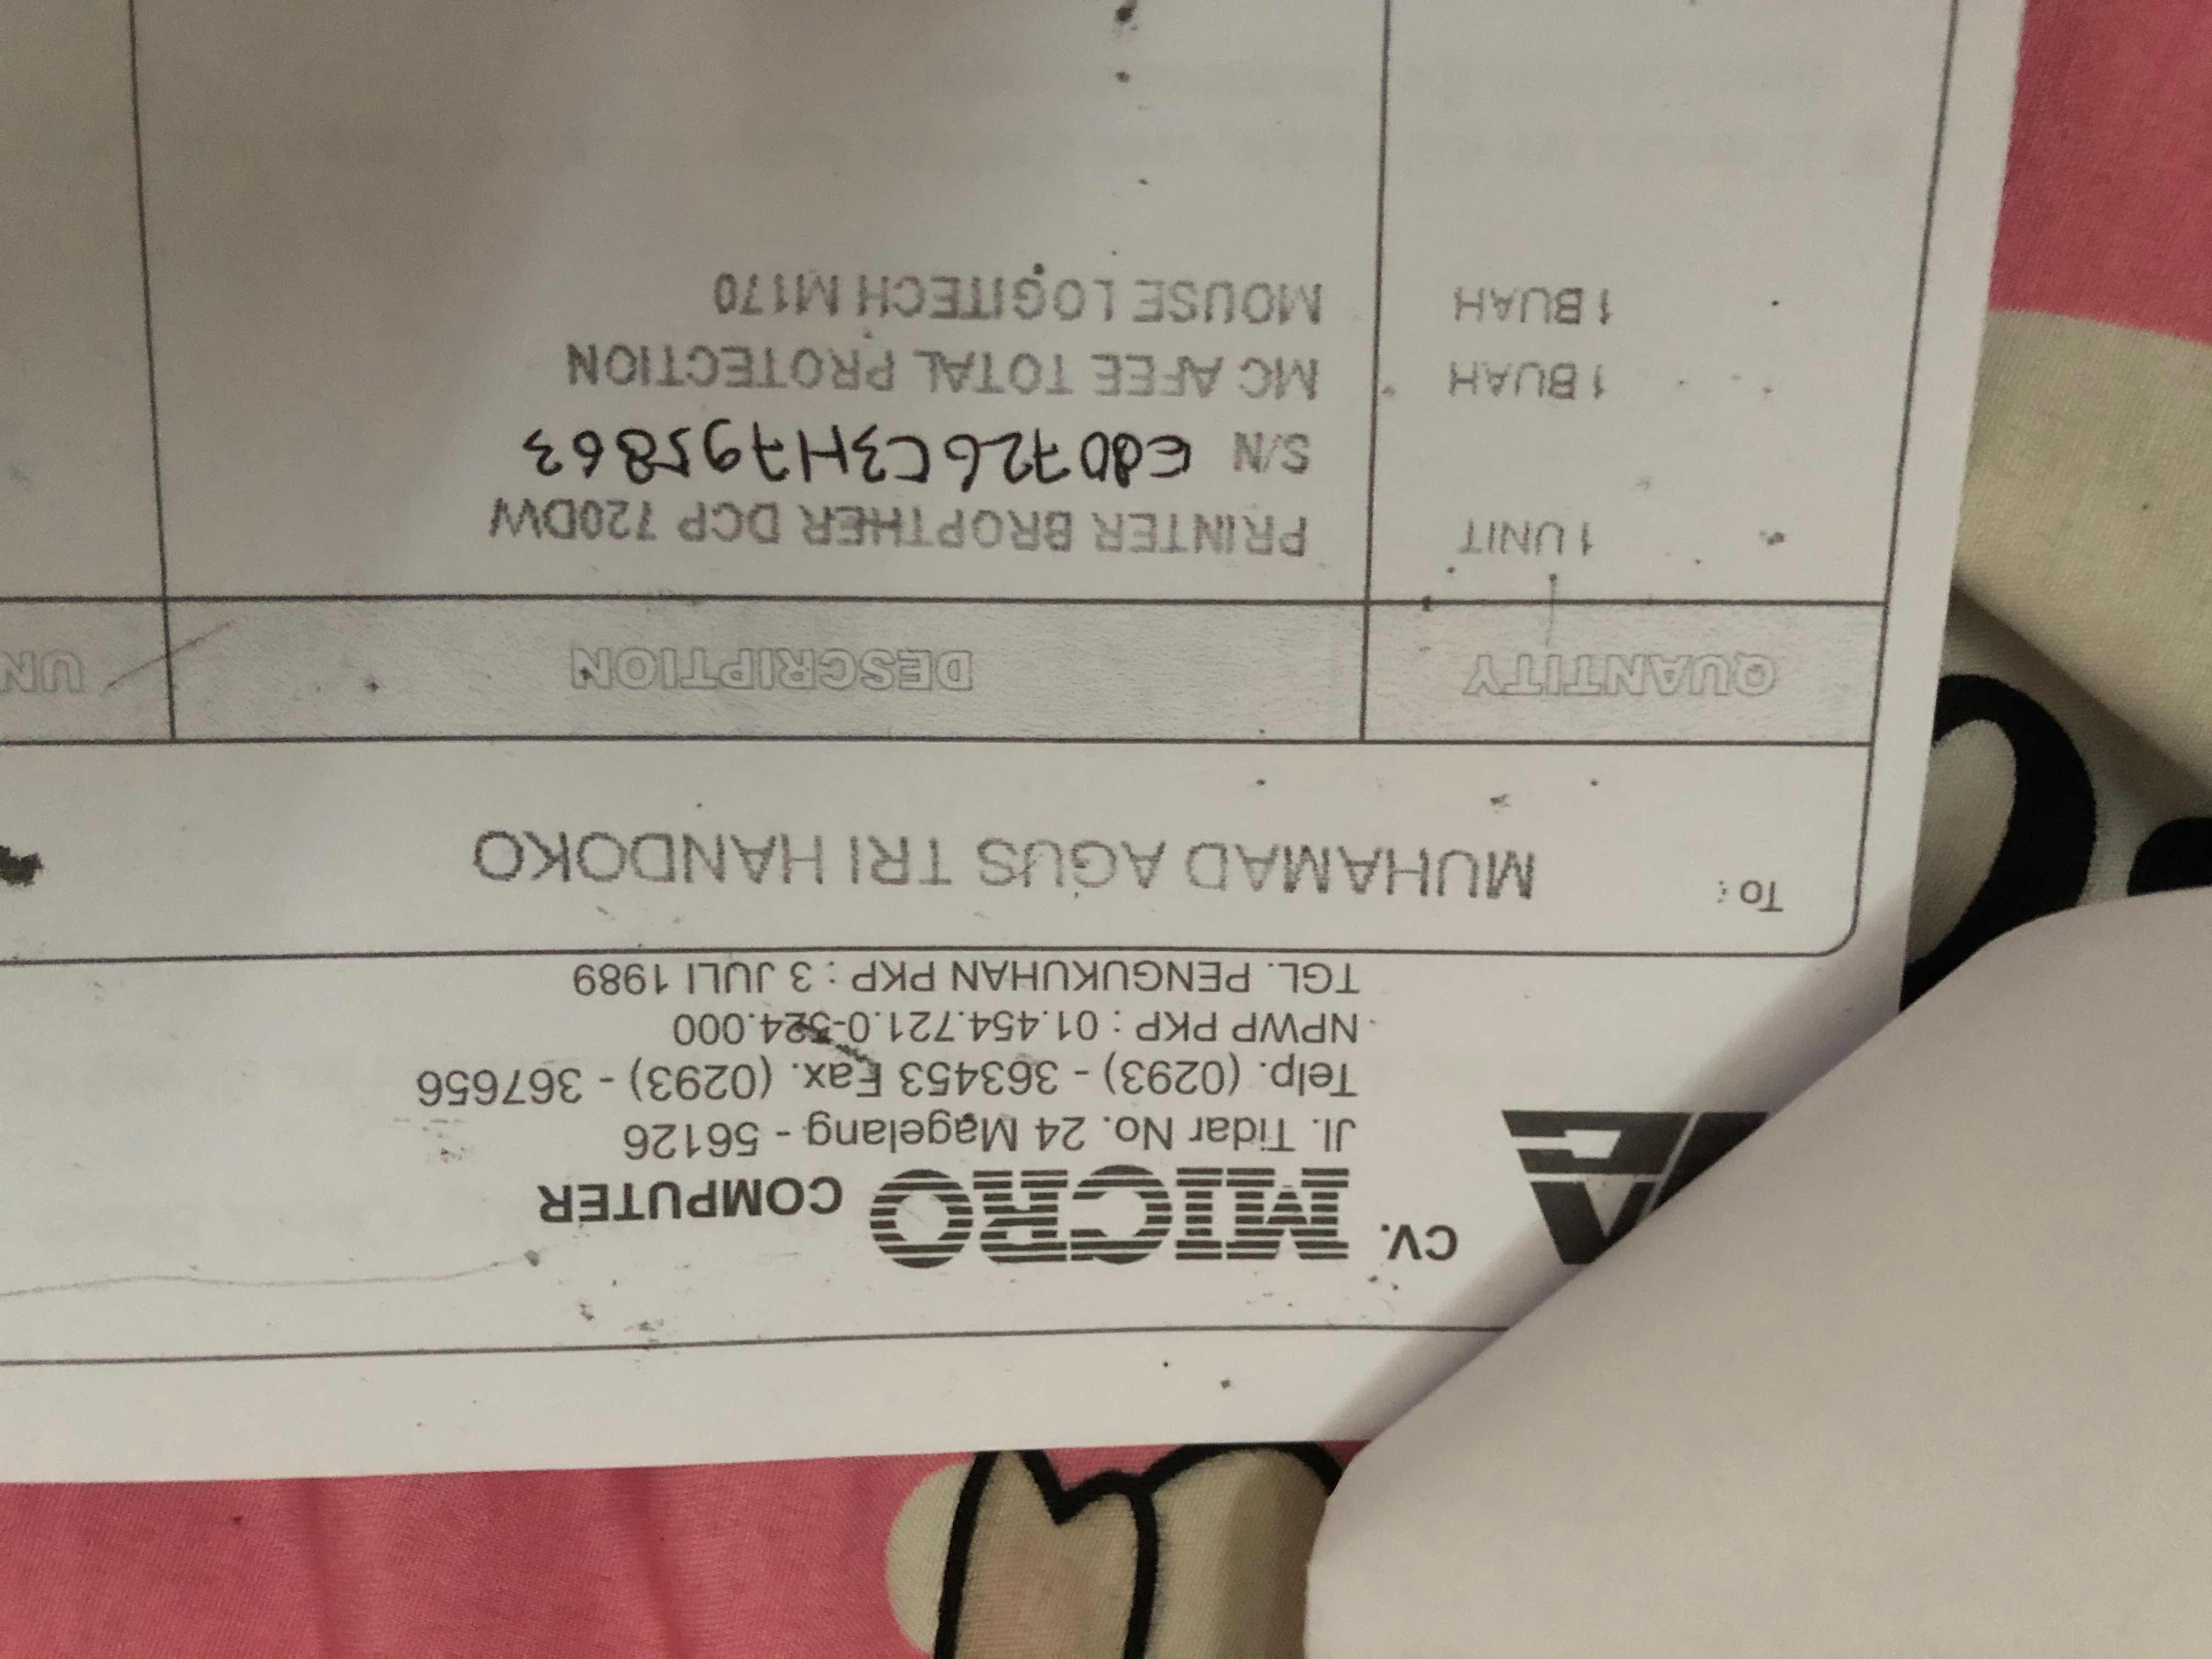 CV. MICRO COMPUTER
Jl. Tidar No. 24 Magelang - 56126
Telp. (0293) - 363453 Fax. (0293) - 367656
NPWP PKP : 01.454.721.0-524.000
TGL. PENGUKUHAN PKP : 3 JULI 1989
To : MUHAMAD AGUS TRI HANDOKO
QUANTITY DESCRIPTION UN
1 UNIT PRINTER BROPTHER DCP 720DW
S/N E80726C3H795863
1 BUAH MC AFEE TOTAL PROTECTION
1 BUAH MOUSE LOGITECH M170